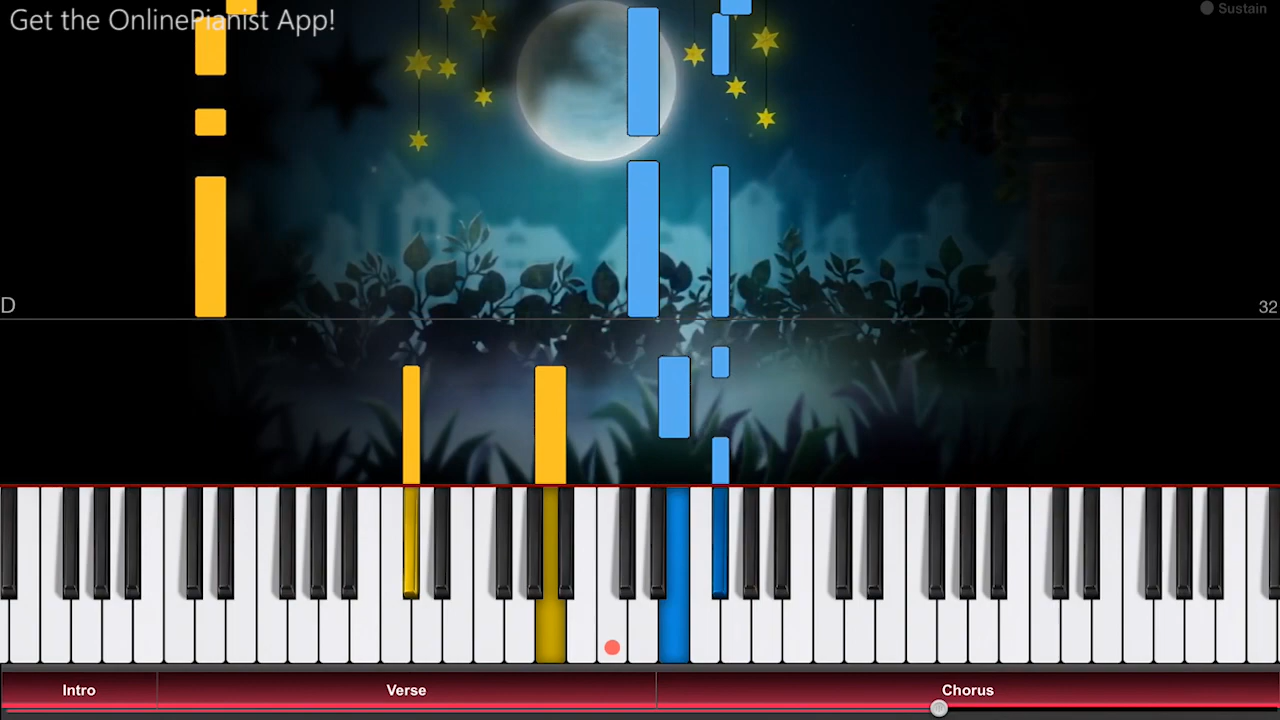 Get the OnlinePianist App!
Sustain
D
32
Intro
Verse
Chorus